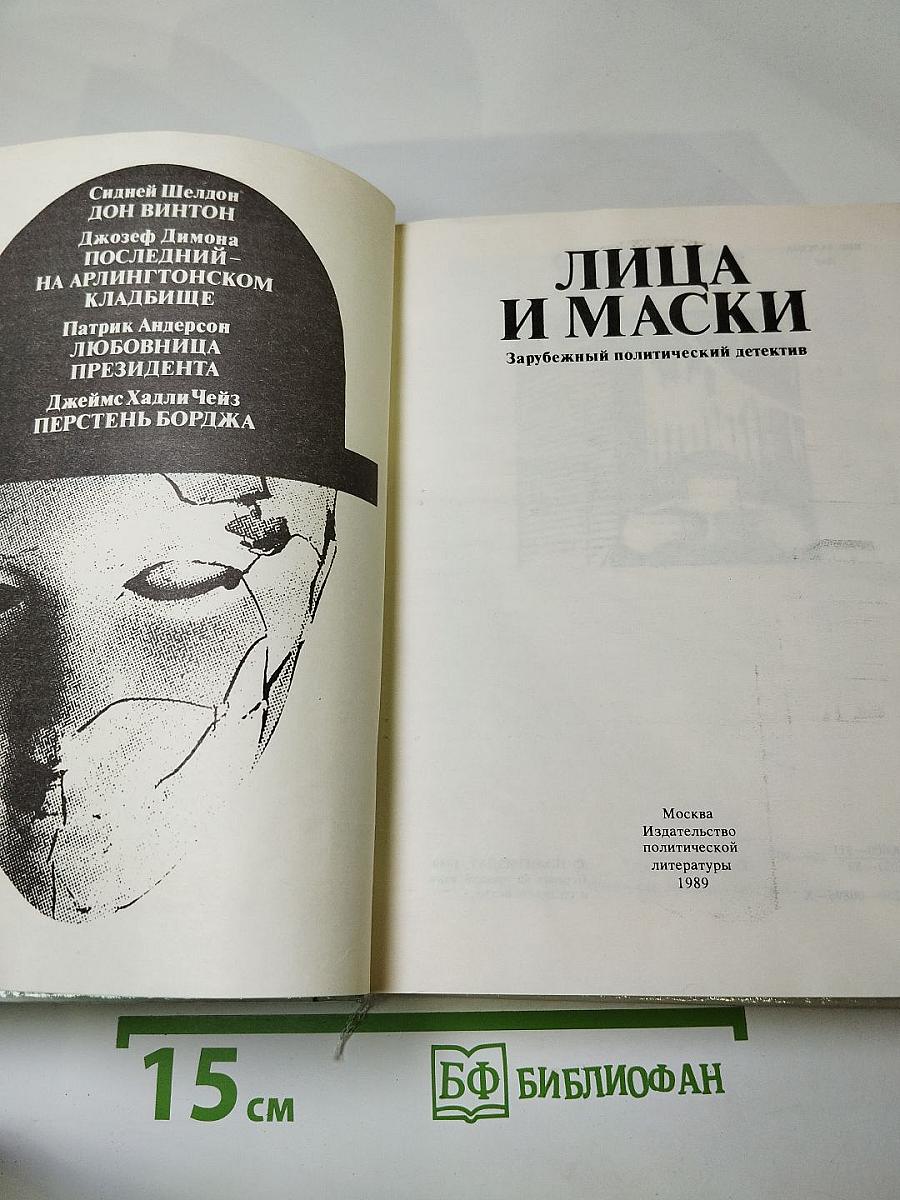 Сидней Шелдон
ДОН ВИНТОН
Джозеф Димона
ПОСЛЕДНИЙ –
НА АРЛИНГТОНСКОМ
КЛАДБИЩЕ
Патрик Андерсон
ЛЮБОВНИЦА
ПРЕЗИДЕНТА
Джеймс Хадли Чейз
ПЕРСТЕНЬ БОРДЖА
ЛИЦА
И МАСКИ
Зарубежный политический детектив
Москва
Издательство
политической
литературы
1989
15 см
БФ БИБЛИОФАН